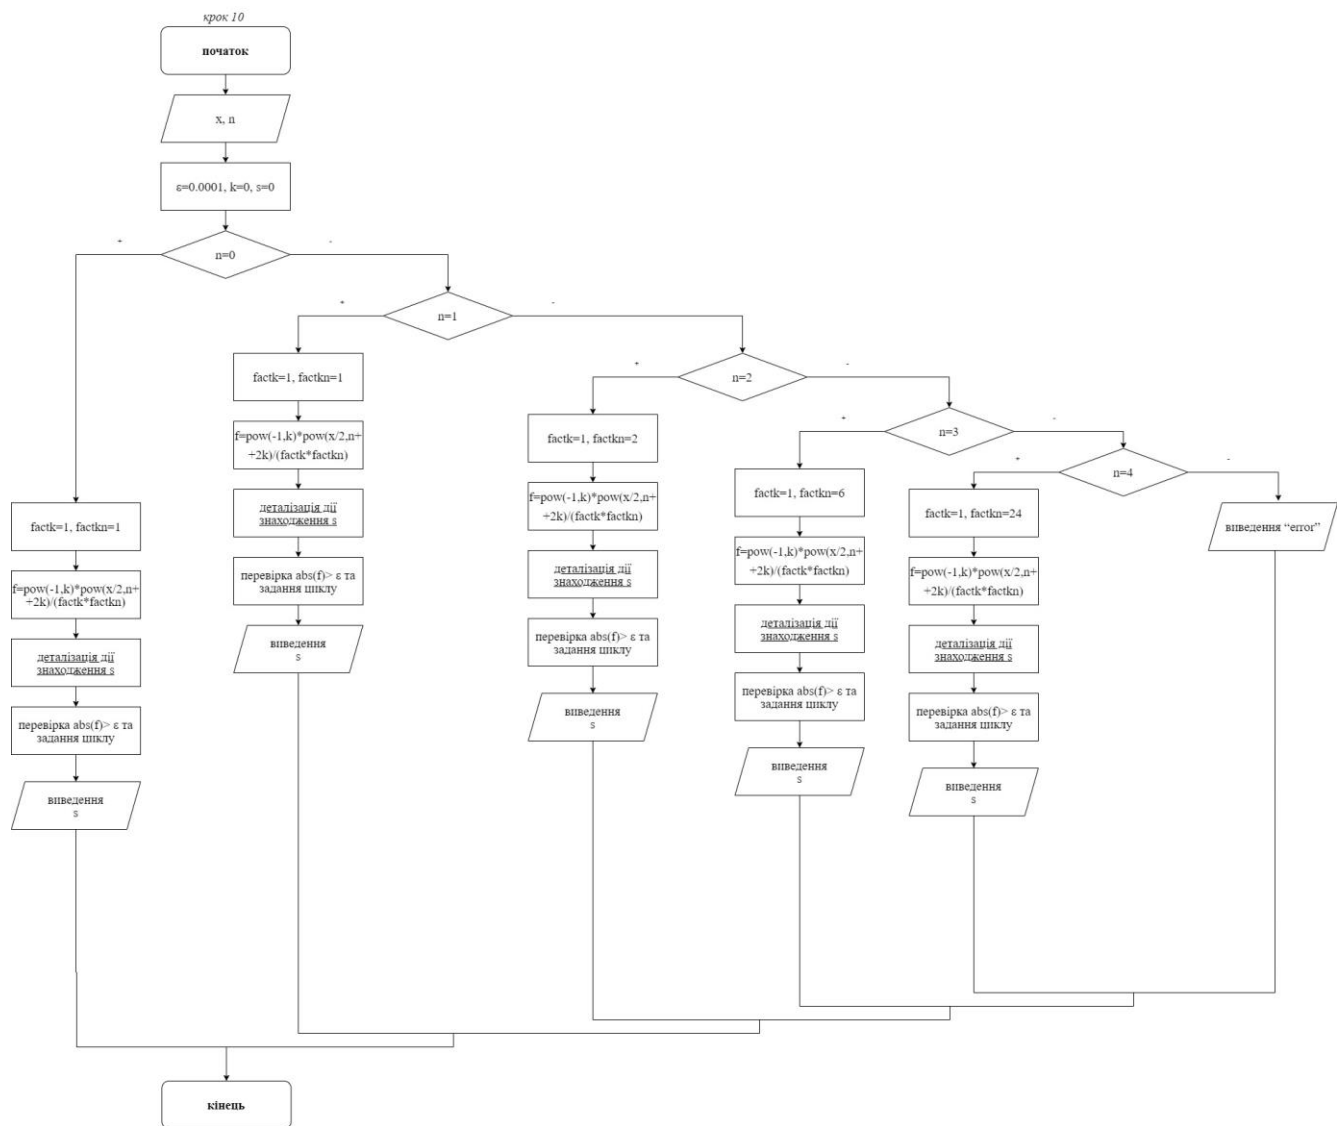 крок 10
початок
x, n
ε=0.0001, k=0, s=0
+
-
n=0
+
-
n=1
+
-
n=2
+
-
n=3
+
-
n=4
factk=1, factkn=1
f=pow(-1,k)*pow(x/2,n+
+2k)/(factk*factkn)
деталізація дії
знаходження s
перевірка abs(f)> ε та
задання циклу
виведення
s
factk=1, factkn=1
f=pow(-1,k)*pow(x/2,n+
+2k)/(factk*factkn)
деталізація дії
знаходження s
перевірка abs(f)> ε та
задання циклу
виведення
s
factk=1, factkn=2
f=pow(-1,k)*pow(x/2,n+
+2k)/(factk*factkn)
деталізація дії
знаходження s
перевірка abs(f)> ε та
задання циклу
виведення
s
factk=1, factkn=6
f=pow(-1,k)*pow(x/2,n+
+2k)/(factk*factkn)
деталізація дії
знаходження s
перевірка abs(f)> ε та
задання циклу
виведення
s
factk=1, factkn=24
f=pow(-1,k)*pow(x/2,n+
+2k)/(factk*factkn)
деталізація дії
знаходження s
перевірка abs(f)> ε та
задання циклу
виведення
s
виведення “error”
кінець